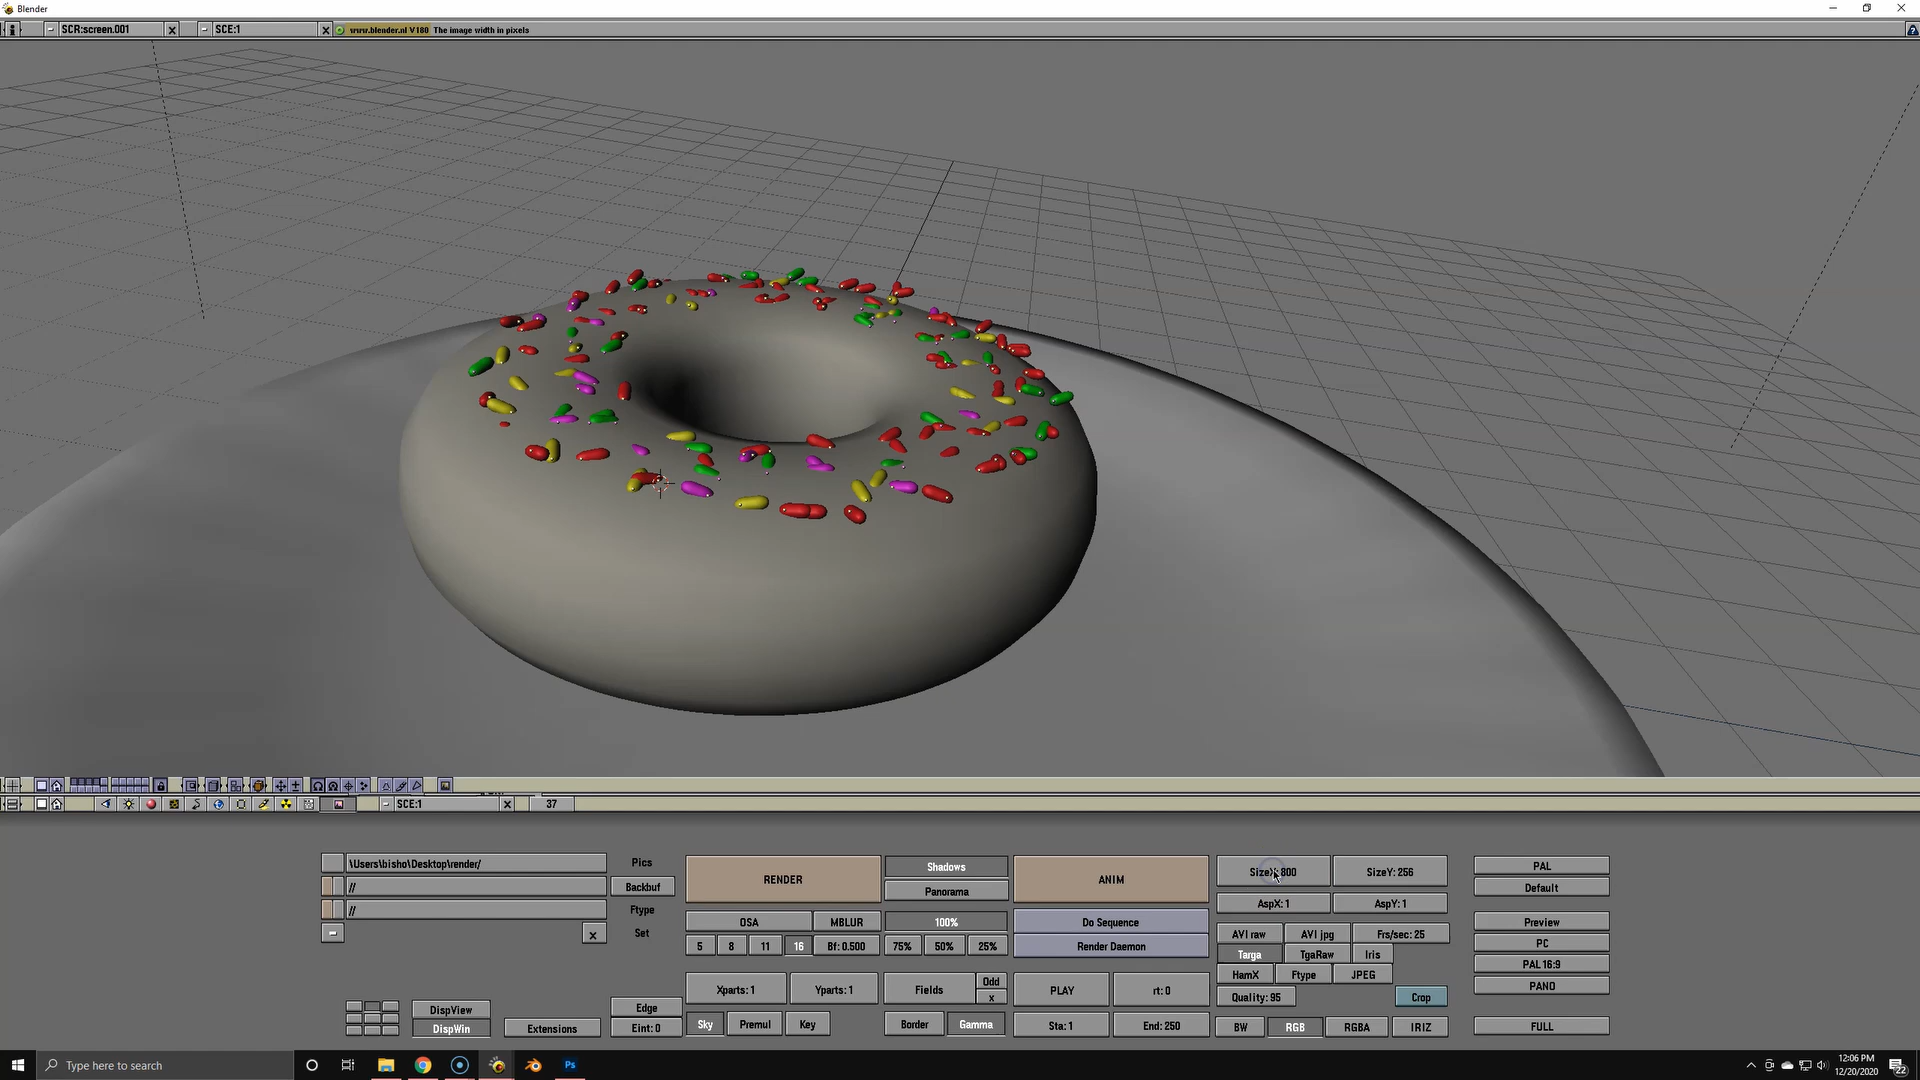 Blender
SCR:screen.001 SCE:1 www.blender.nl V180 The image width in pixels
SCE:1 37
\Users\bisho\Desktop\render/ Pics
// Backbuf
// Ftype
Set
RENDER Shadows ANIM SizeX: 800 SizeY: 256 PAL
Panorama AspX: 1 AspY: 1 Default
OSA MBLUR 100% Do Sequence AVI raw AVI jpg Frs/sec: 25 Preview
5 8 11 16 Bf: 0.500 75% 50% 25% Render Daemon Targa TgaRaw Iris PC
HamX Ftype JPEG PAL 16:9
Xparts: 1 Yparts: 1 Fields Odd x PLAY rt: 0 Quality: 95 Crop PANO
DispView Edge
DispWin Extensions Eint: 0 Sky Premul Key Border Gamma Sta: 1 End: 250 BW RGB RGBA IRIZ FULL
Type here to search Ps 12:06 PM
12/20/2020 22